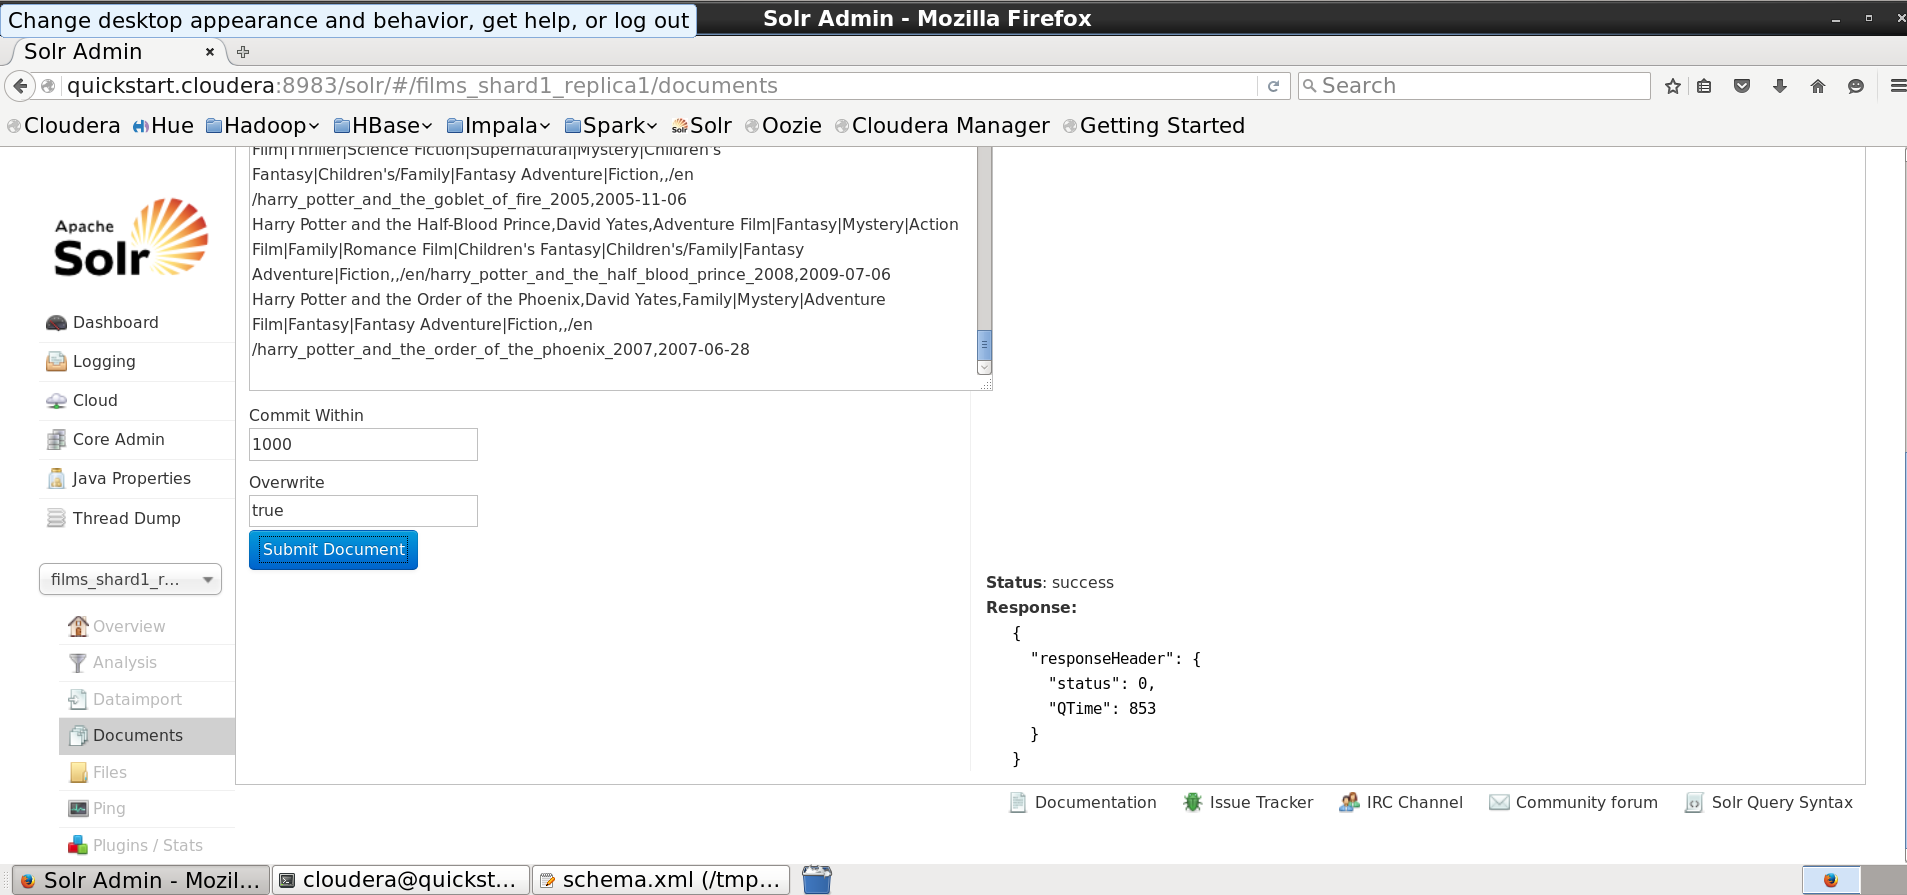 Change desktop appearance and behavior, get help, or log out
Solr Admin - Mozilla Firefox
Solr Admin
quickstart.cloudera:8983/solr/#/films_shard1_replica1/documents
Search
Cloudera Hue Hadoop HBase Impala Spark Solr Oozie Cloudera Manager Getting Started
Film|Thriller|Science Fiction|Supernatural|Mystery|Children's
Fantasy|Children's/Family|Fantasy Adventure|Fiction,,/en
/harry_potter_and_the_goblet_of_fire_2005,2005-11-06
Harry Potter and the Half-Blood Prince,David Yates,Adventure Film|Fantasy|Mystery|Action
Film|Family|Romance Film|Children's Fantasy|Children's/Family|Fantasy
Adventure|Fiction,,/en/harry_potter_and_the_half_blood_prince_2008,2009-07-06
Harry Potter and the Order of the Phoenix,David Yates,Family|Mystery|Adventure
Film|Fantasy|Fantasy Adventure|Fiction,,/en
/harry_potter_and_the_order_of_the_phoenix_2007,2007-06-28
Apache
Solr
Dashboard
Logging
Cloud
Core Admin
Java Properties
Thread Dump
films_shard1_r...
Overview
Analysis
Dataimport
Documents
Files
Ping
Plugins / Stats
Commit Within
1000
Overwrite
true
Submit Document
Status: success
Response:
{
"responseHeader": {
"status": 0,
"QTime": 853
}
}
Documentation Issue Tracker IRC Channel Community forum Solr Query Syntax
Solr Admin - Mozil...
cloudera@quickst...
schema.xml (/tmp...